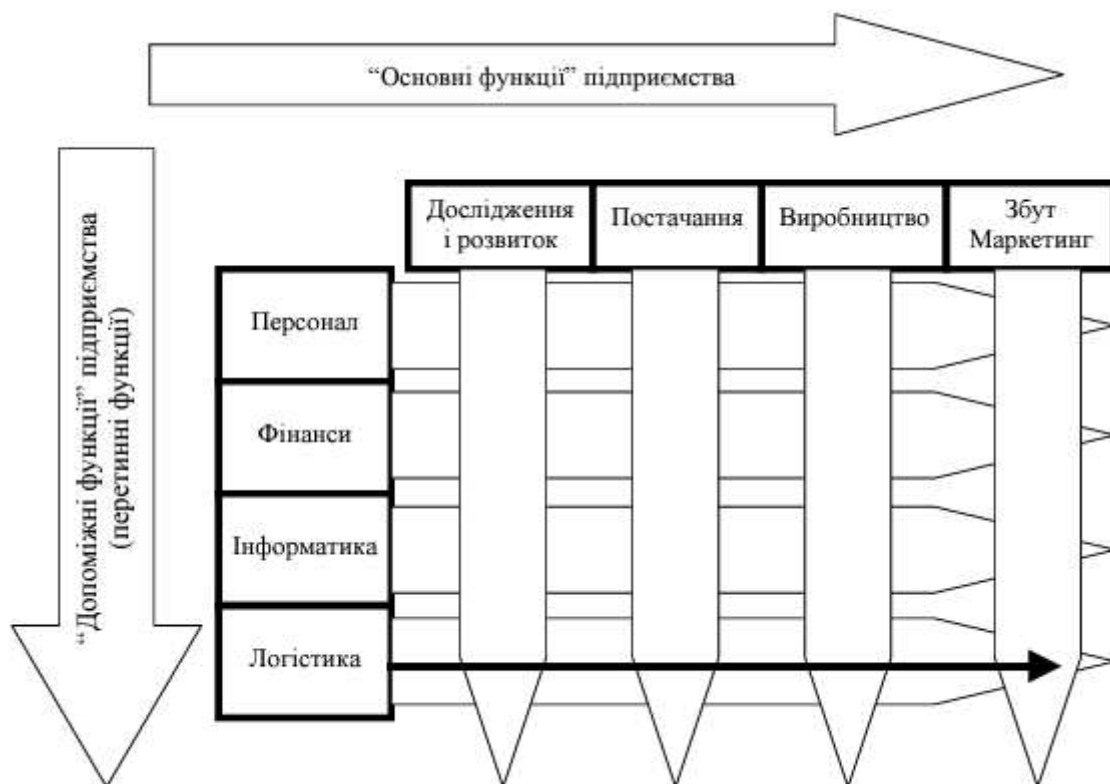 “Основні функції” підприємства
“Допоміжні функції” підприємства
(перетинні функції)
Дослідження
і розвиток
Постачання
Виробництво
Збут
Маркетинг
Персонал
Фінанси
Інформатика
Логістика